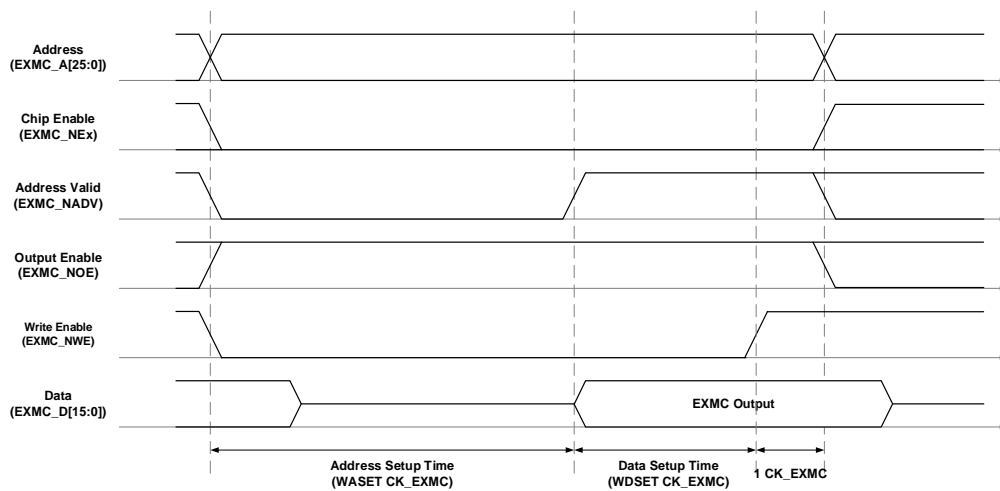 Address
(EXMC_A[25:0])
Chip Enable
(EXMC_NEx)
Address Valid
(EXMC_NADV)
Output Enable
(EXMC_NOE)
Write Enable
(EXMC_NWE)
Data
(EXMC_D[15:0])
EXMC Output
Address Setup Time
(WASET CK_EXMC)
Data Setup Time
(WDSET CK_EXMC)
1 CK_EXMC